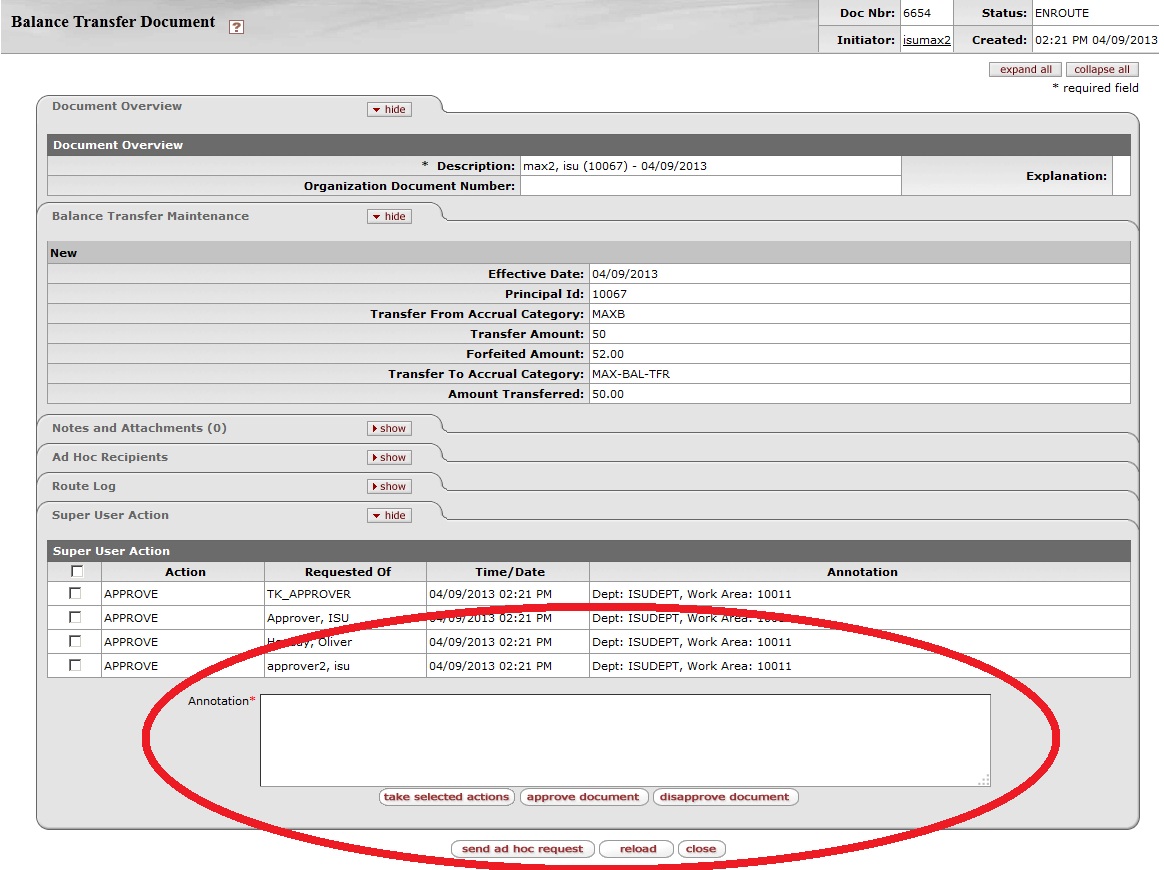 Balance Transfer Document ?
Doc Nbr: 6654 Status: ENROUTE
Initiator: isumax2 Created: 02:21 PM 04/09/2013
expand all collapse all
* required field
Document Overview hide
Document Overview
* Description: max2, isu (10067) - 04/09/2013
Explanation:
Organization Document Number:
Balance Transfer Maintenance hide
New
Effective Date: 04/09/2013
Principal Id: 10067
Transfer From Accrual Category: MAXB
Transfer Amount: 50
Forfeited Amount: 52.00
Transfer To Accrual Category: MAX-BAL-TFR
Amount Transferred: 50.00
Notes and Attachments (0) show
Ad Hoc Recipients show
Route Log show
Super User Action hide
Super User Action
Action Requested Of Time/Date Annotation
APPROVE TK_APPROVER 04/09/2013 02:21 PM Dept: ISUDEPT, Work Area: 10011
APPROVE Approver, ISU 04/09/2013 02:21 PM Dept: ISUDEPT, Work Area: 10011
APPROVE Oliver 04/09/2013 02:21 PM Dept: ISUDEPT, Work Area: 10011
APPROVE approver2, isu 04/09/2013 02:21 PM Dept: ISUDEPT, Work Area: 10011
Annotation*
take selected actions approve document disapprove document
send ad hoc request reload close